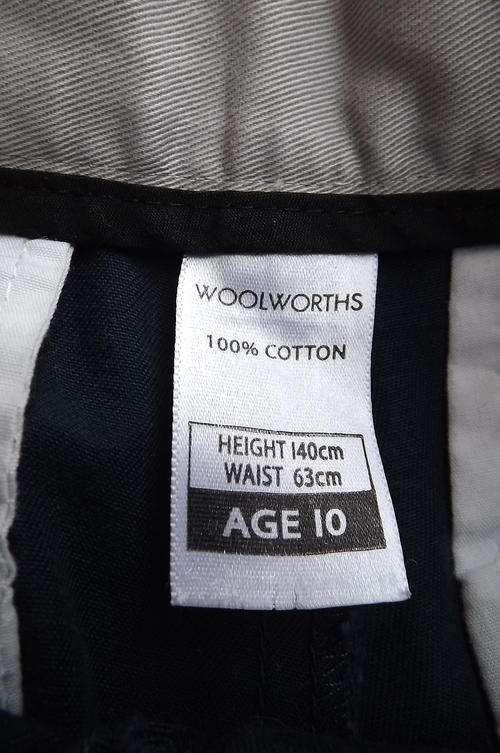 WOOLWORTHS
100% COTTON
HEIGHT 140cm
WAIST 63cm
AGE 10